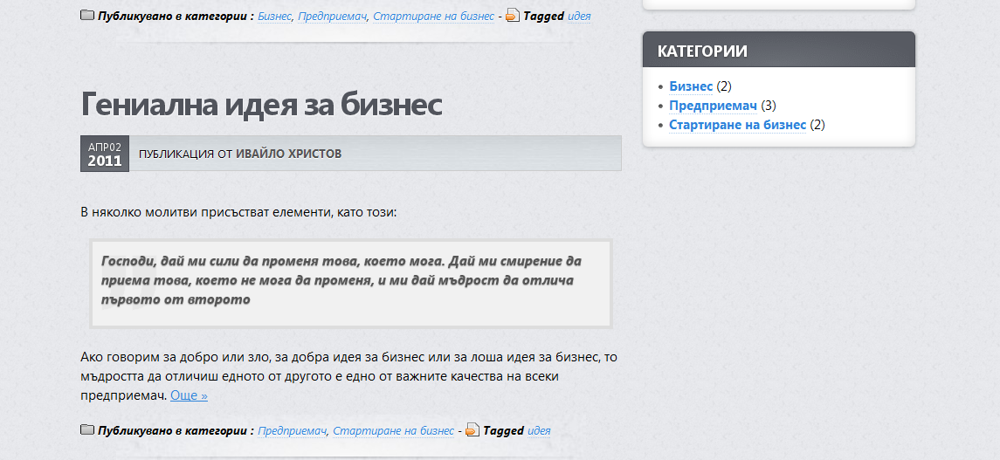 Публикувано в категории : Бизнес, Предприемач, Стартиране на бизнес - Tagged идея
Гениална идея за бизнес
АПР02
2011
ПУБЛИКАЦИЯ ОТ ИВАЙЛО ХРИСТОВ
В няколко молитви присъстват елементи, като този:
Господи, дай ми сили да променя това, което мога. Дай ми смирение да
приема това, което не мога да променя, и ми дай мъдрост да отлича
първото от второто
Ако говорим за добро или зло, за добра идея за бизнес или за лоша идея за бизнес, то
мъдростта да отличиш едното от другото е едно от важните качества на всеки
предприемач. Още »
Публикувано в категории : Предприемач, Стартиране на бизнес - Tagged идея
КАТЕГОРИИ
• Бизнес (2)
• Предприемач (3)
• Стартиране на бизнес (2)